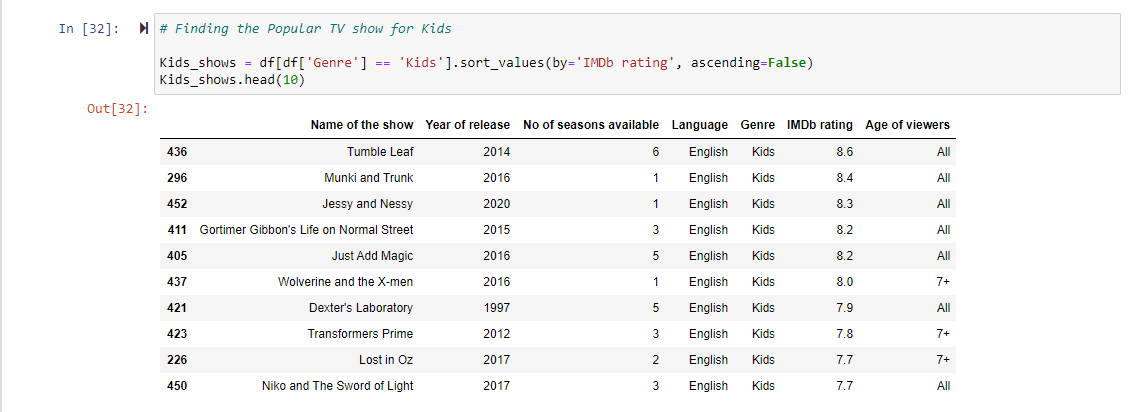 In [32]: # Finding the Popular TV show for Kids
Kids_shows = df[df['Genre'] == 'Kids'].sort_values(by='IMDb rating', ascending=False)
Kids_shows.head(10)
Out[32]:
Name of the show Year of release No of seasons available Language Genre IMDb rating Age of viewers
436 Tumble Leaf 2014 6 English Kids 8.6 All
296 Munki and Trunk 2016 1 English Kids 8.4 All
452 Jessy and Nessy 2020 1 English Kids 8.3 All
411 Gortimer Gibbon's Life on Normal Street 2015 3 English Kids 8.2 All
405 Just Add Magic 2016 5 English Kids 8.2 All
437 Wolverine and the X-men 2016 1 English Kids 8.0 7+
421 Dexter's Laboratory 1997 5 English Kids 7.9 All
423 Transformers Prime 2012 3 English Kids 7.8 7+
226 Lost in Oz 2017 2 English Kids 7.7 7+
450 Niko and The Sword of Light 2017 3 English Kids 7.7 All